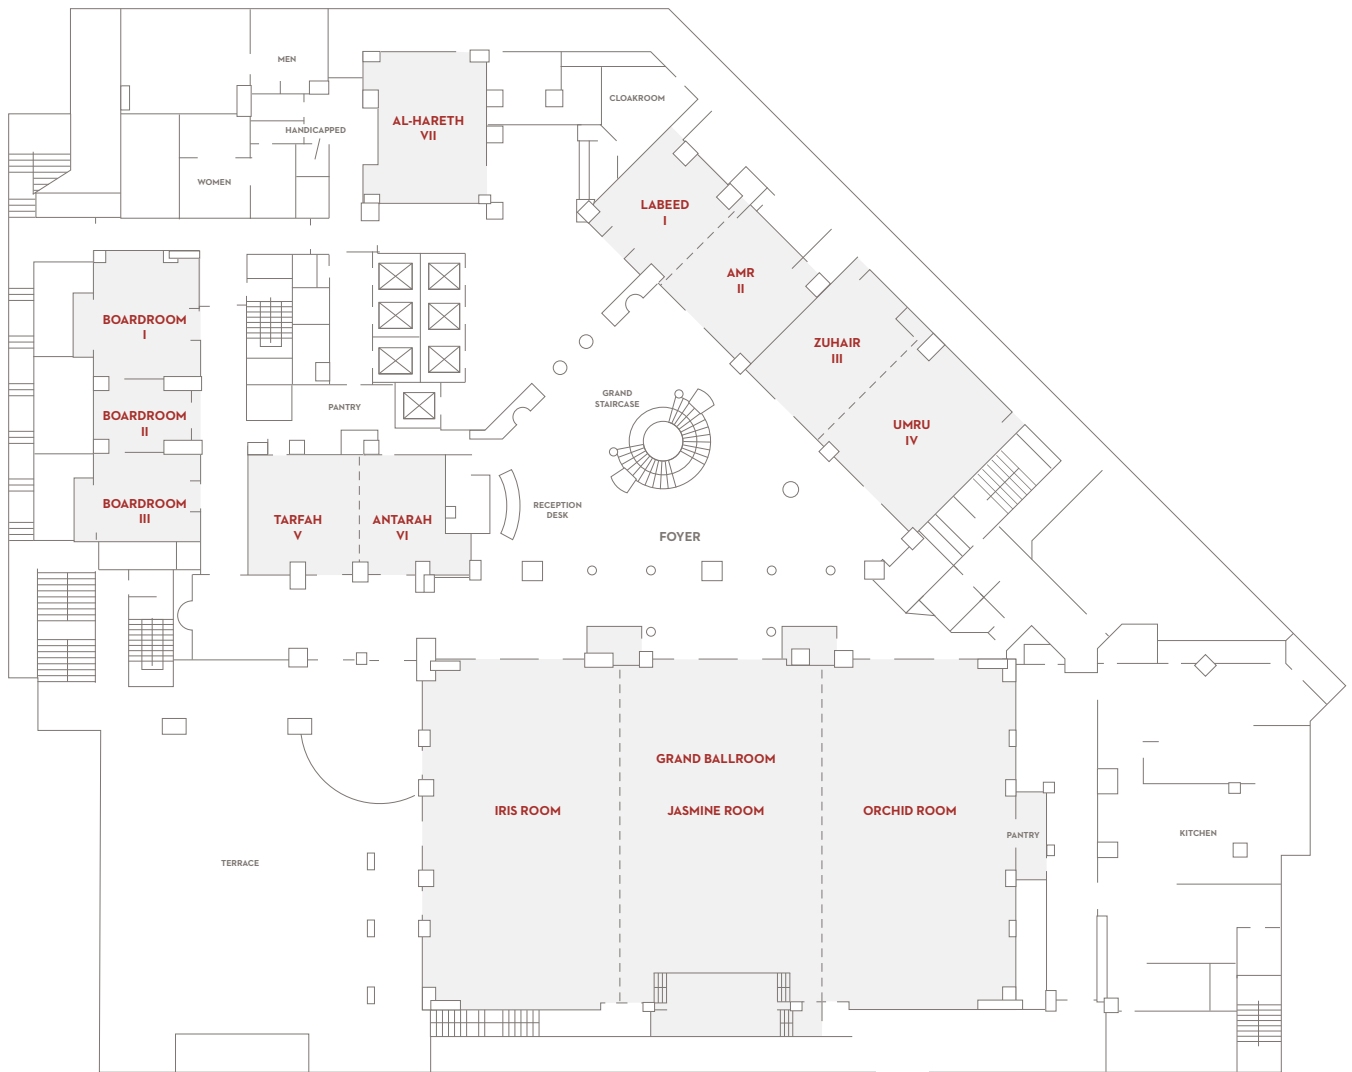 MEN
CLOAKROOM
AL-HARETH
VII
HANDICAPPED
WOMEN
LABEED
I
AMR
II
BOARDROOM
I
ZUHAIR
III
GRAND
STAIRCASE
PANTRY
BOARDROOM
II
UMRU
IV
BOARDROOM
III
TARFAH
V
ANTARAH
VI
RECEPTION
DESK
FOYER
GRAND BALLROOM
IRIS ROOM
JASMINE ROOM
ORCHID ROOM
PANTRY
KITCHEN
TERRACE